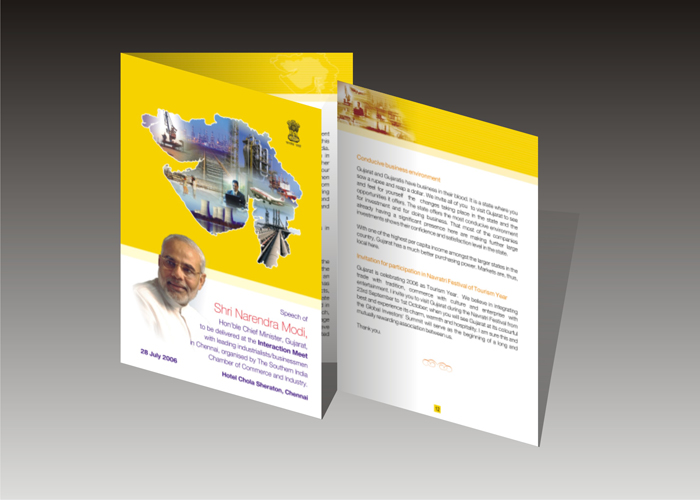 Speech of
Shri Narendra Modi,
Hon'ble Chief Minister, Gujarat,
to be delivered at the Interaction Meet
with leading industrialists/businessmen
in Chennai, organised by The Southern India
Chamber of Commerce and Industry.
28 July 2006
Hotel Chola Sheraton, Chennai
Conducive business environment
Gujarat and Gujaratis have business in their blood. It is a state where you
sow a rupee and reap a dollar. We invite all of you to visit Gujarat to see
and feel for yourself the changes taking place in the state and the
opportunities it offers. The state offers the most conducive environment
for investment and for doing business. That most of the companies
already having a significant presence here are making further large
investments shows their confidence and satisfaction level in the state.
With one of the highest per capita income amongst the larger states in the
country, Gujarat has a much better purchasing power. Markets are, thus,
local here.
Invitation for participation in Navratri Festival of Tourism Year
Gujarat is celebrating 2006 as Tourism Year. We believe in integrating
trade with tradition, commerce with culture and enterprise with
entertainment. I invite you to visit Gujarat during the Navratri Festival from
23rd September to 1st October, when you will see Gujarat at its colourful
best and experience its charm, warmth and hospitality. I am sure this and
the Global Investors' Summit will serve as the beginning of a long and
mutually rewarding association between us.
Thank you.
12